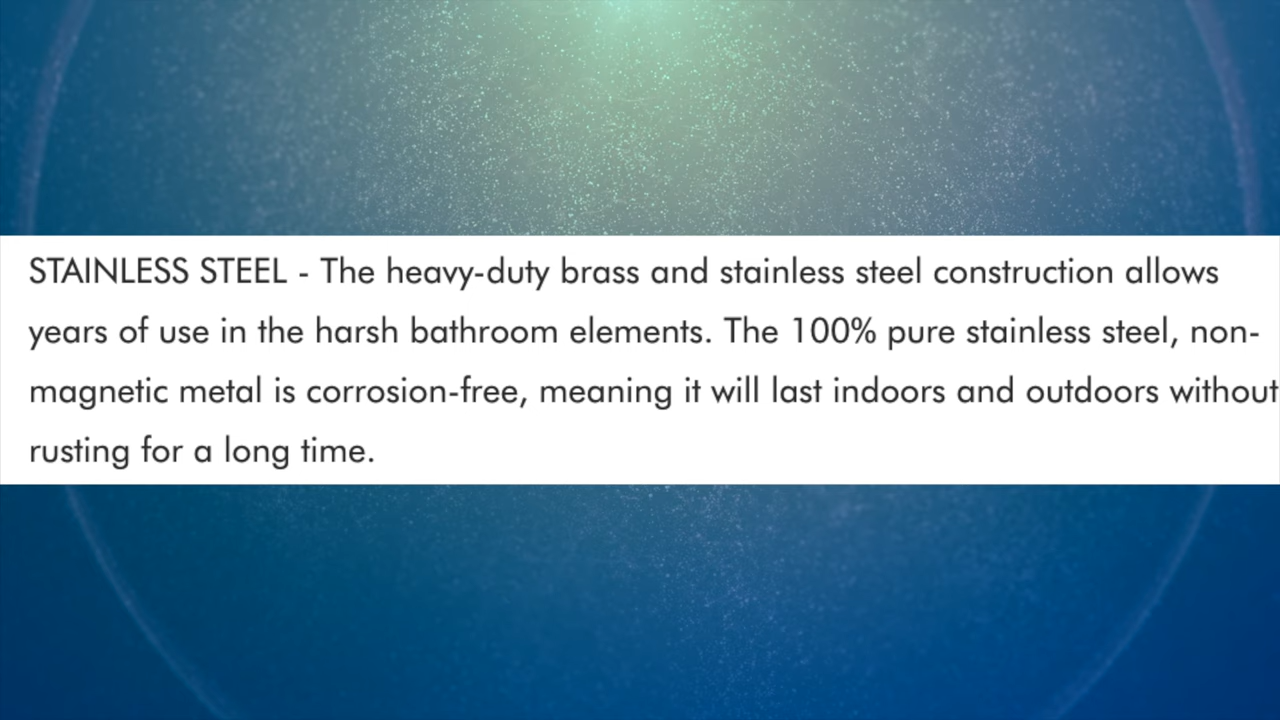 STAINLESS STEEL - The heavy-duty brass and stainless steel construction allows
years of use in the harsh bathroom elements. The 100% pure stainless steel, non-
magnetic metal is corrosion-free, meaning it will last indoors and outdoors without
rusting for a long time.